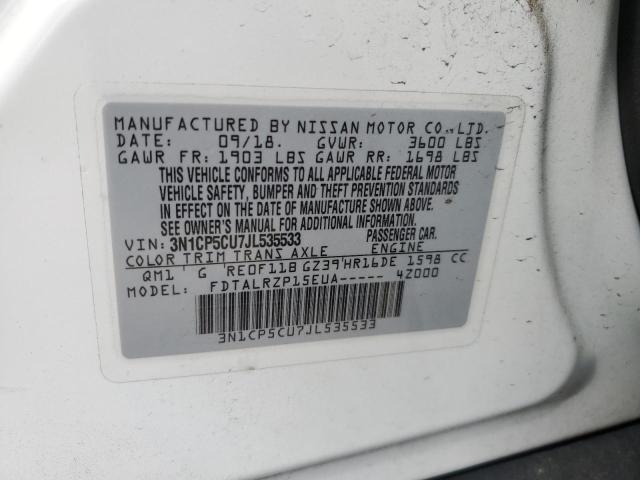 MANUFACTURED BY NISSAN MOTOR CO.,LTD.
DATE: 09/18. GVWR: 3600 LBS
GAWR FR: 1903 LBS GAWR RR: 1698 LBS
THIS VEHICLE CONFORMS TO ALL APPLICABLE FEDERAL MOTOR
VEHICLE SAFETY, BUMPER AND THEFT PREVENTION STANDARDS
IN EFFECT ON THE DATE OF MANUFACTURE SHOWN ABOVE.
SEE OWNER'S MANUAL FOR ADDITIONAL INFORMATION.
VIN: 3N1CP5CU7JL535533 PASSENGER CAR.
COLOR TRIM TRANS AXLE ENGINE
QM1 G RE0F11B GZ39 HR16DE 1598 CC
MODEL: FDTALRZP15EUA----- 4Z000
3N1CP5CU7JL535533